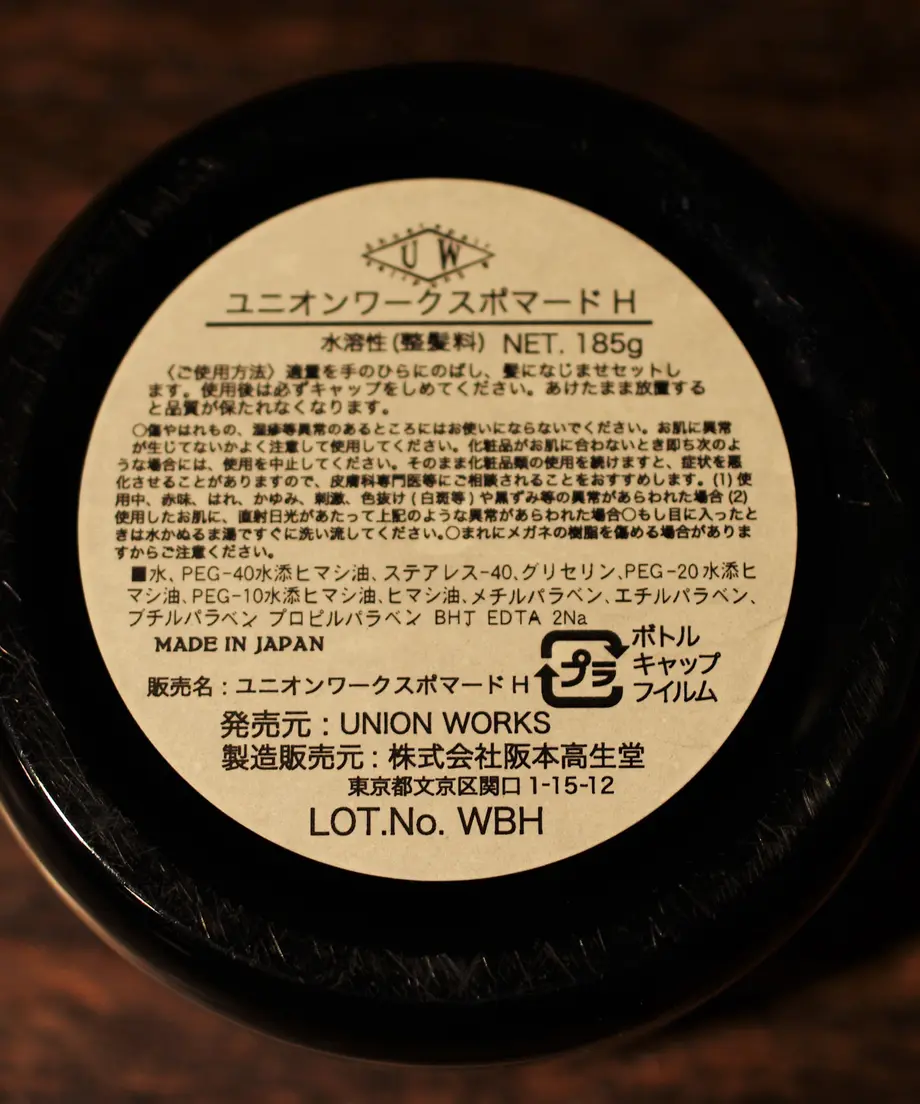 UW
ユニオンワークスポマード H
水溶性(整髪料) NET. 185g
〈ご使用方法〉適量を手のひらにのばし、髪になじませセットし
ます。使用後は必ずキャップをしめてください。あけたまま放置する
と品質が保たれなくなります。
○傷やはれもの、湿疹等異常のあるところにはお使いにならないでください。お肌に異常
が生じてないかよく注意して使用してください。化粧品がお肌に合わないとき即ち次のよ
うな場合には、使用を中止してください。そのまま化粧品類の使用を続けますと、症状を悪
化させることがありますので、皮膚科専門医等にご相談されることをおすすめします。(1) 使
用中、赤味、はれ、かゆみ、刺激、色抜け(白斑等)や黒ずみ等の異常があらわれた場合(2)
使用したお肌に、直射日光があたって上記のような異常があらわれた場合○もし目に入ったと
きは水かぬるま湯ですぐに洗い流してください。○まれにメガネの樹脂を傷める場合がありま
すからご注意ください。
■水、PEG-40水添ヒマシ油、ステアレス-40、グリセリン、PEG-20水添ヒ
マシ油、PEG-10水添ヒマシ油、ヒマシ油、メチルパラベン、エチルパラベン、
ブチルパラベン プロピルパラベン BHT EDTA 2Na
MADE IN JAPAN
プラ
ボトル
キャップ
フイルム
販売名：ユニオンワークスポマード H
発売元：UNION WORKS
製造販売元：株式会社阪本高生堂
東京都文京区関口 1-15-12
LOT.No. WBH